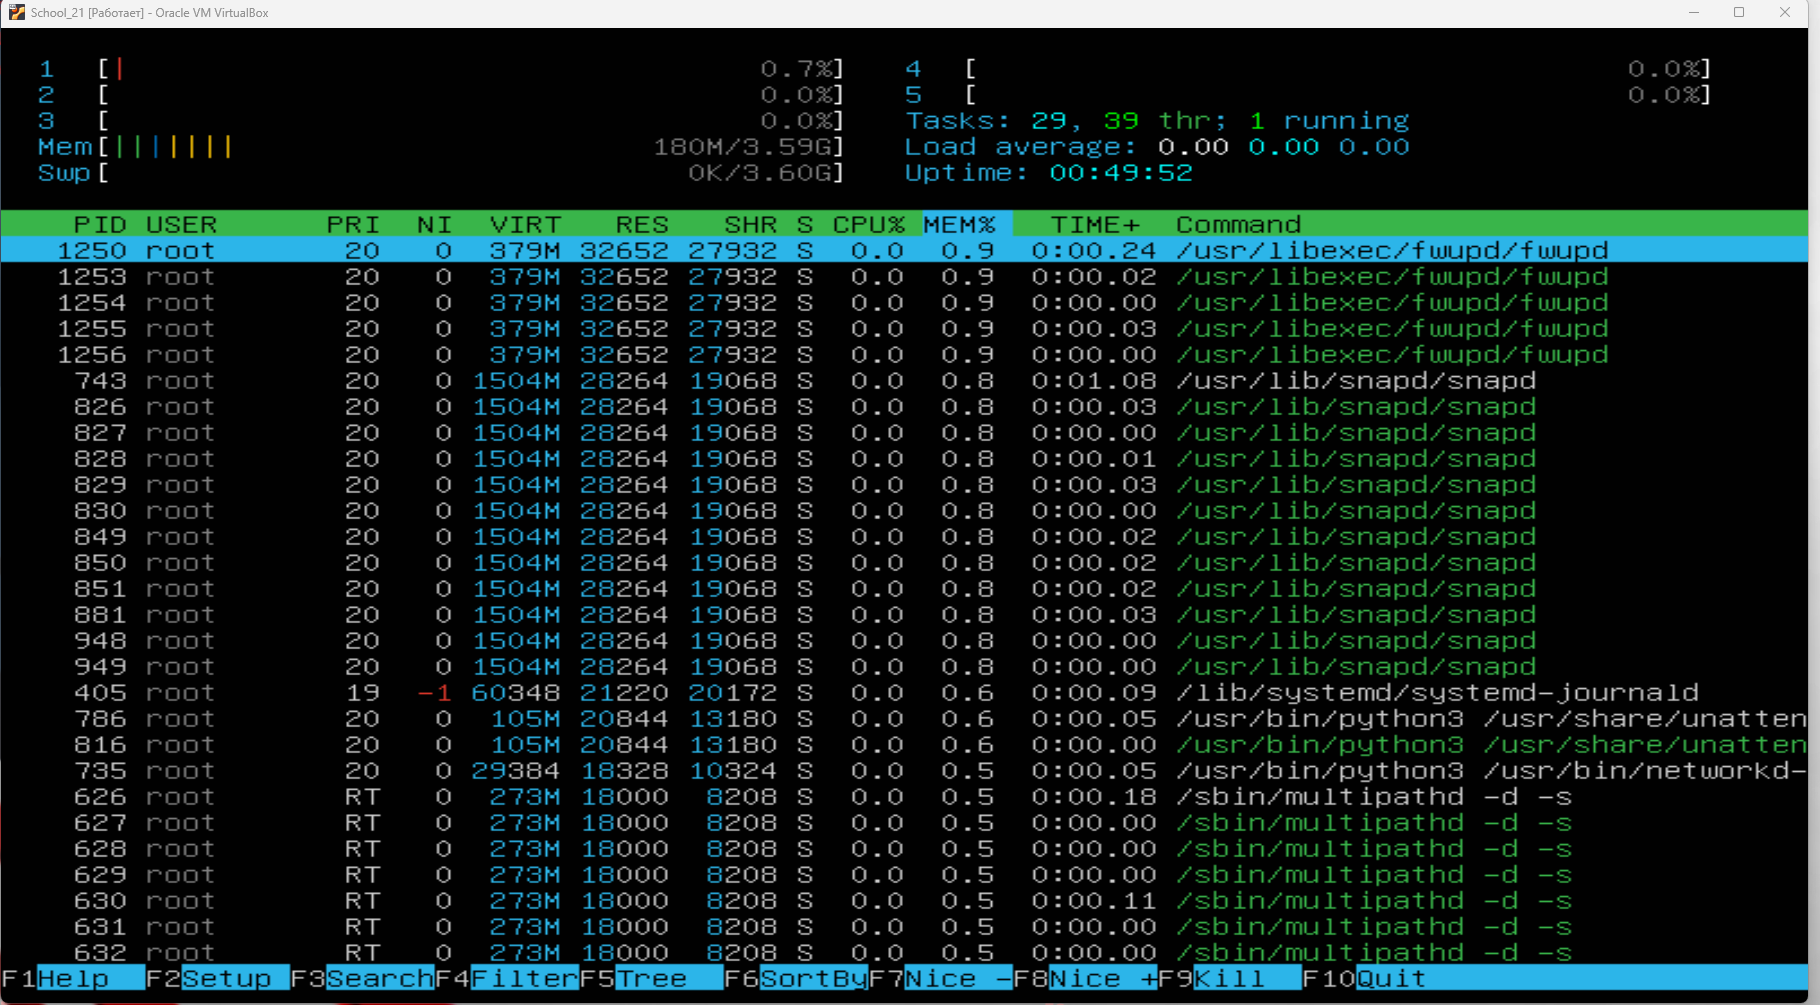 School_21 [Работает] - Oracle VM VirtualBox
1 [| 0.7%] 4 [ 0.0%]
2 [ 0.0%] 5 [ 0.0%]
3 [ 0.0%] Tasks: 29, 39 thr; 1 running
Mem[||||||| 180M/3.59G] Load average: 0.00 0.00 0.00
Swp[ 0K/3.60G] Uptime: 00:49:52
PID USER PRI NI VIRT RES SHR S CPU% MEM% TIME+ Command
1250 root 20 0 379M 32652 27932 S 0.0 0.9 0:00.24 /usr/libexec/fwupd/fwupd
1253 root 20 0 379M 32652 27932 S 0.0 0.9 0:00.02 /usr/libexec/fwupd/fwupd
1254 root 20 0 379M 32652 27932 S 0.0 0.9 0:00.00 /usr/libexec/fwupd/fwupd
1255 root 20 0 379M 32652 27932 S 0.0 0.9 0:00.03 /usr/libexec/fwupd/fwupd
1256 root 20 0 379M 32652 27932 S 0.0 0.9 0:00.00 /usr/libexec/fwupd/fwupd
743 root 20 0 1504M 28264 19068 S 0.0 0.8 0:01.08 /usr/lib/snapd/snapd
826 root 20 0 1504M 28264 19068 S 0.0 0.8 0:00.03 /usr/lib/snapd/snapd
827 root 20 0 1504M 28264 19068 S 0.0 0.8 0:00.00 /usr/lib/snapd/snapd
828 root 20 0 1504M 28264 19068 S 0.0 0.8 0:00.01 /usr/lib/snapd/snapd
829 root 20 0 1504M 28264 19068 S 0.0 0.8 0:00.03 /usr/lib/snapd/snapd
830 root 20 0 1504M 28264 19068 S 0.0 0.8 0:00.00 /usr/lib/snapd/snapd
849 root 20 0 1504M 28264 19068 S 0.0 0.8 0:00.02 /usr/lib/snapd/snapd
850 root 20 0 1504M 28264 19068 S 0.0 0.8 0:00.02 /usr/lib/snapd/snapd
851 root 20 0 1504M 28264 19068 S 0.0 0.8 0:00.02 /usr/lib/snapd/snapd
881 root 20 0 1504M 28264 19068 S 0.0 0.8 0:00.03 /usr/lib/snapd/snapd
948 root 20 0 1504M 28264 19068 S 0.0 0.8 0:00.00 /usr/lib/snapd/snapd
949 root 20 0 1504M 28264 19068 S 0.0 0.8 0:00.00 /usr/lib/snapd/snapd
405 root 19 -1 60348 21220 20172 S 0.0 0.6 0:00.09 /lib/systemd/systemd-journald
786 root 20 0 105M 20844 13180 S 0.0 0.6 0:00.05 /usr/bin/python3 /usr/share/unatten
816 root 20 0 105M 20844 13180 S 0.0 0.6 0:00.00 /usr/bin/python3 /usr/share/unatten
735 root 20 0 29384 18328 10324 S 0.0 0.5 0:00.05 /usr/bin/python3 /usr/bin/networkd-
626 root RT 0 273M 18000 8208 S 0.0 0.5 0:00.18 /sbin/multipathd -d -s
627 root RT 0 273M 18000 8208 S 0.0 0.5 0:00.00 /sbin/multipathd -d -s
628 root RT 0 273M 18000 8208 S 0.0 0.5 0:00.00 /sbin/multipathd -d -s
629 root RT 0 273M 18000 8208 S 0.0 0.5 0:00.00 /sbin/multipathd -d -s
630 root RT 0 273M 18000 8208 S 0.0 0.5 0:00.11 /sbin/multipathd -d -s
631 root RT 0 273M 18000 8208 S 0.0 0.5 0:00.00 /sbin/multipathd -d -s
632 root RT 0 273M 18000 8208 S 0.0 0.5 0:00.00 /sbin/multipathd -d -s
F1Help F2Setup F3SearchF4FilterF5Tree F6SortByF7Nice -F8Nice +F9Kill F10Quit